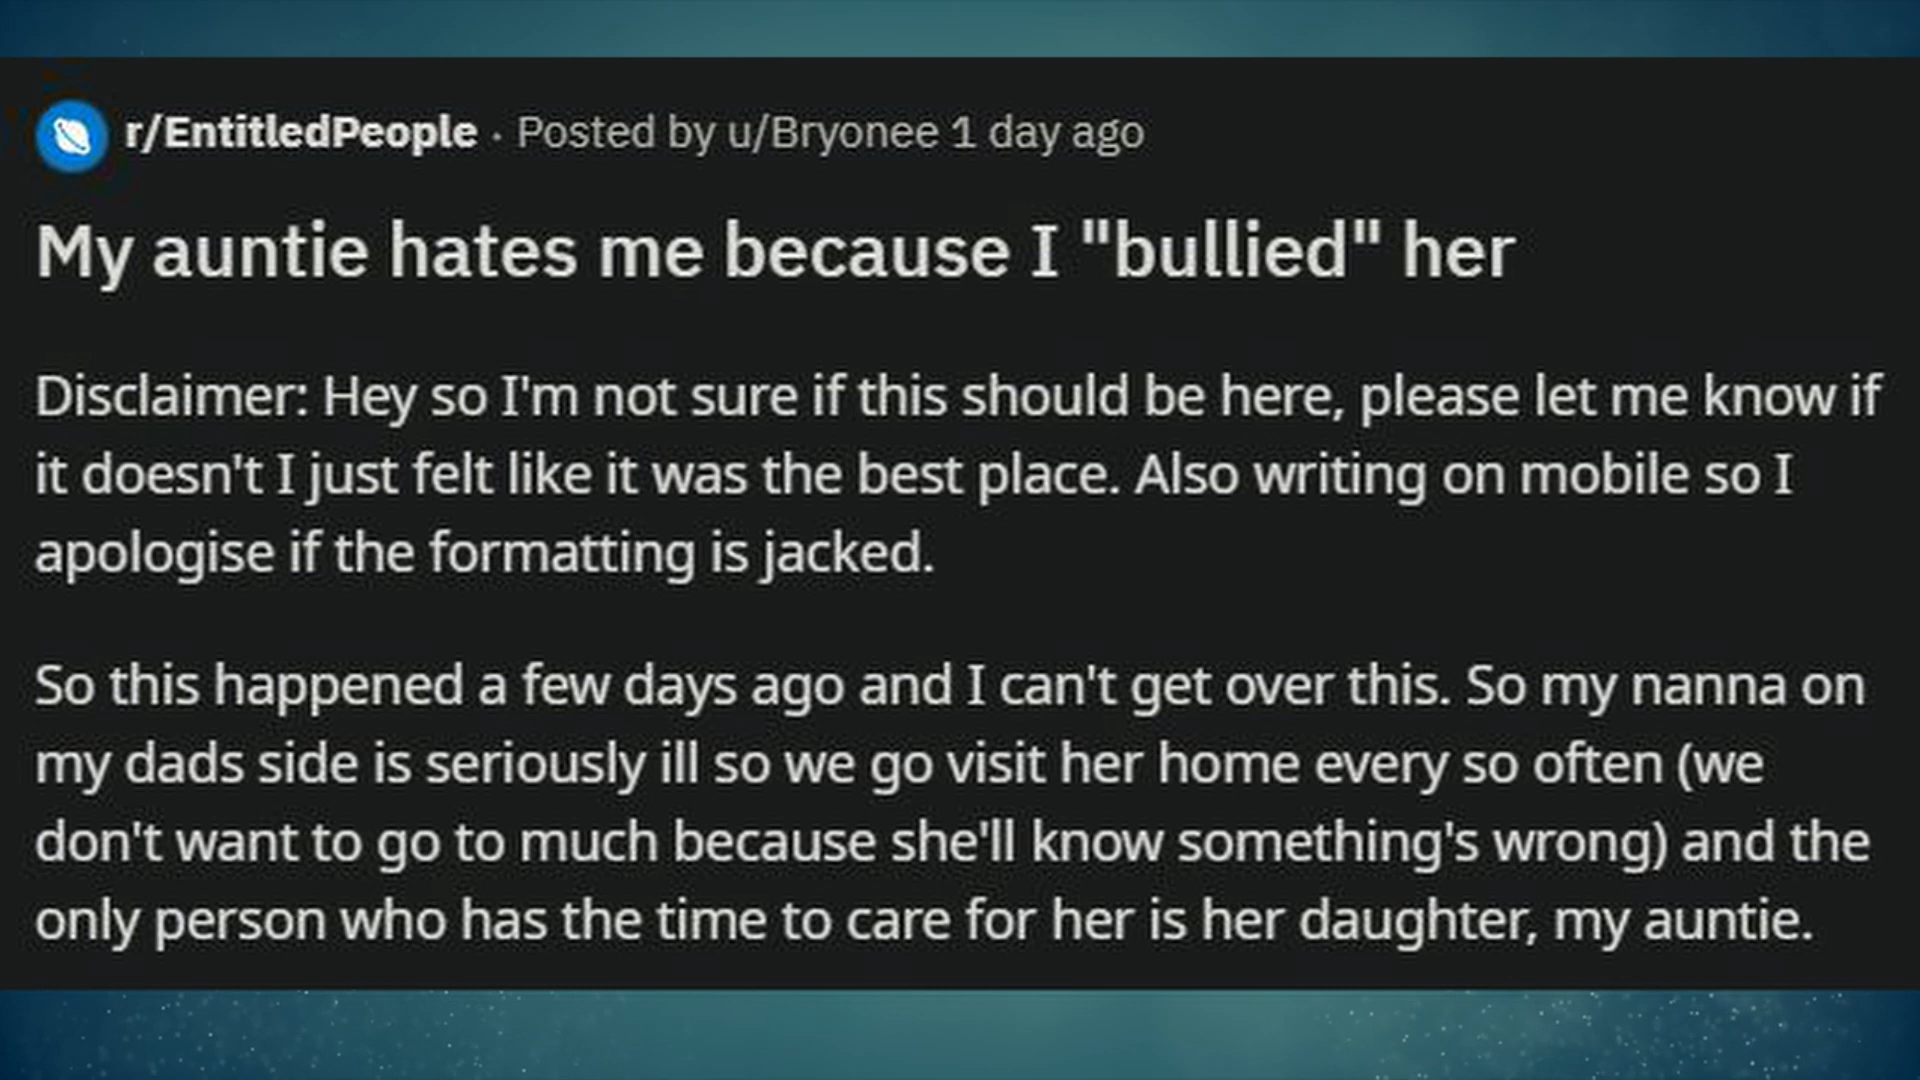 r/EntitledPeople · Posted by u/Bryonee 1 day ago
My auntie hates me because I "bullied" her
Disclaimer: Hey so I'm not sure if this should be here, please let me know if
it doesn't I just felt like it was the best place. Also writing on mobile so I
apologise if the formatting is jacked.
So this happened a few days ago and I can't get over this. So my nanna on
my dads side is seriously ill so we go visit her home every so often (we
don't want to go to much because she'll know something's wrong) and the
only person who has the time to care for her is her daughter, my auntie.